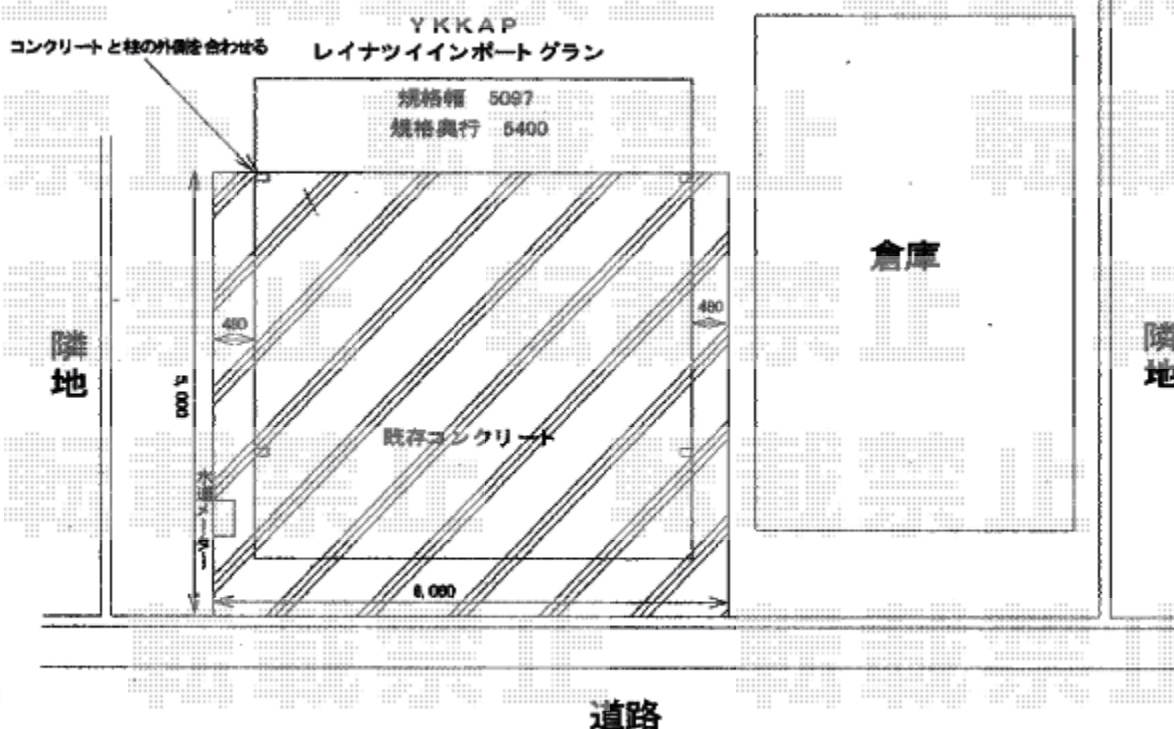 YKKAP
コンクリートと柱の外側を合わせる
レイナツイインポート グラン
規格幅 5097
規格奥行 5400
倉庫
隣地
480
480
隣地
5,000
既存コンクリート
水道メーター
道路